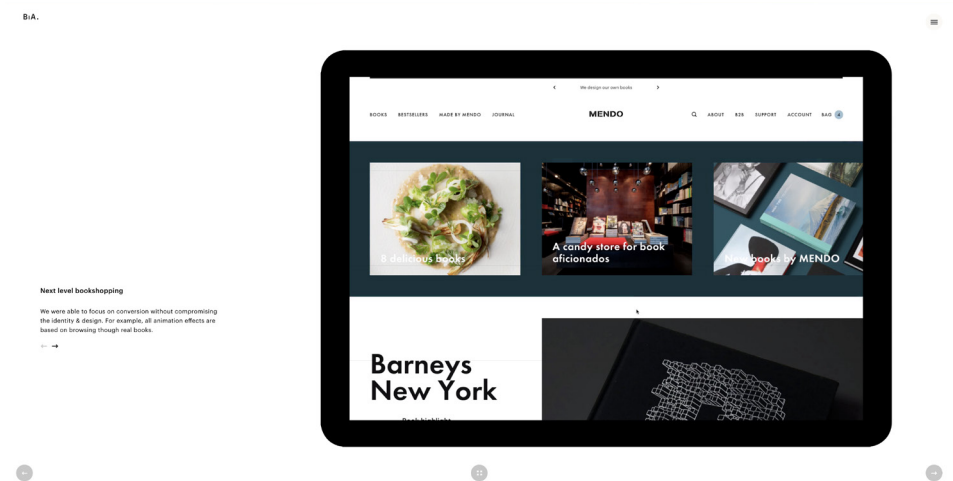 BiA.
We design our own books
BOOKS BESTSELLERS MADE BY MENDO JOURNAL
MENDO
ABOUT B2B SUPPORT ACCOUNT BAG
8 delicious books
A candy store for book
aficionados
New books by MENDO
Next level bookshopping
We were able to focus on conversion without compromising
the identity & design. For example, all animation effects are
based on browsing though real books.
Barneys
New York
Book highlight